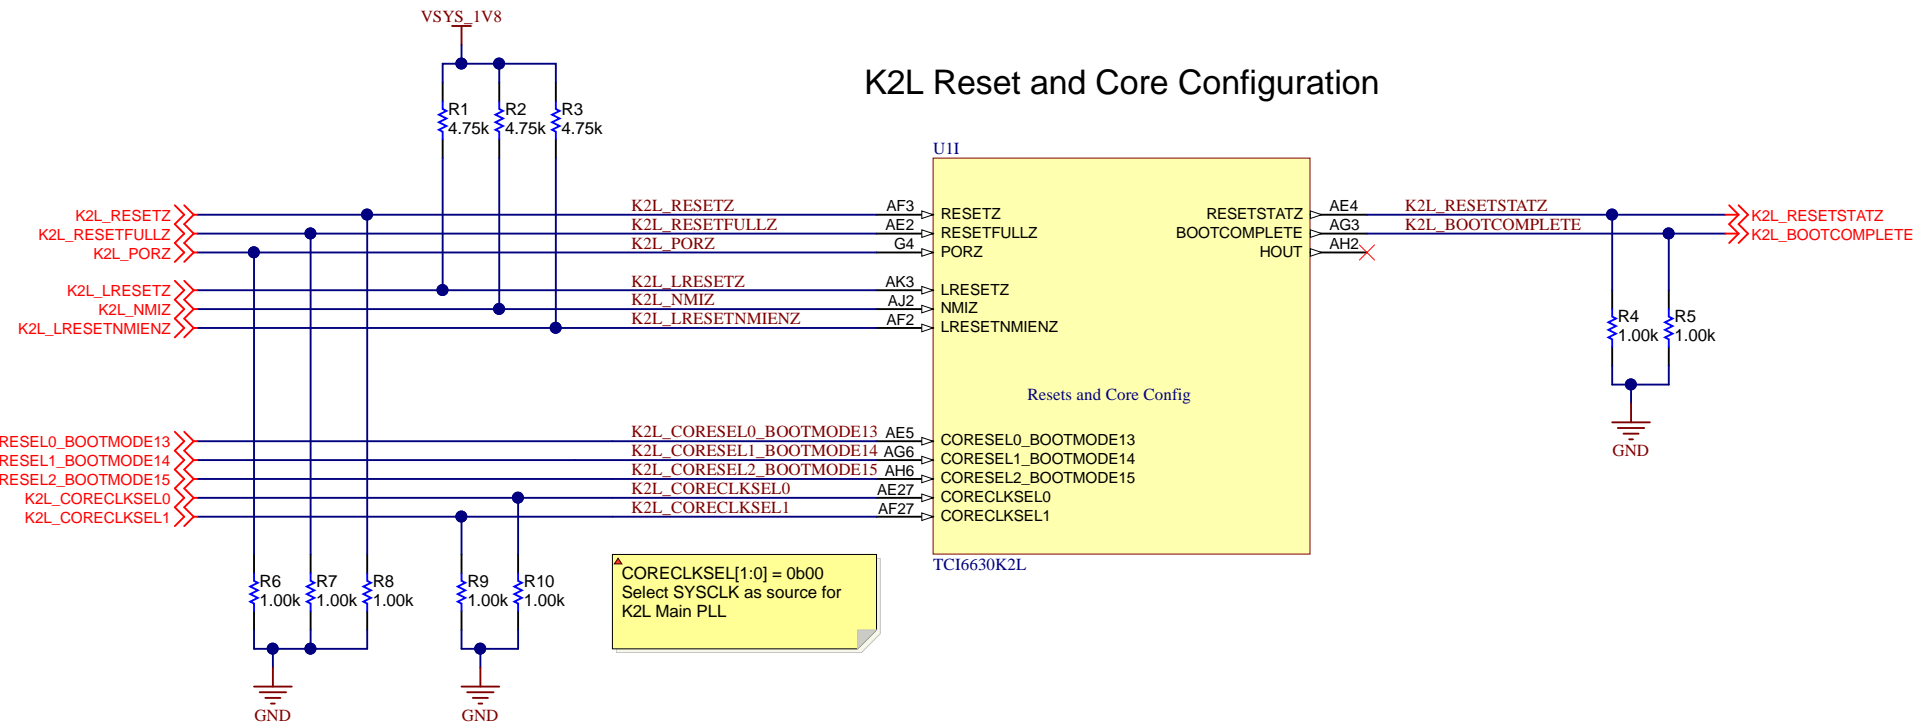 VSYS_1V8
K2L Reset and Core Configuration
R1
4.75k
R2
4.75k
R3
4.75k
U1I
K2L_RESETZ
K2L_RESETFULLZ
K2L_PORZ
K2L_LRESETZ
K2L_NMIZ
K2L_LRESETNMIENZ
K2L_RESETZ
K2L_RESETFULLZ
K2L_PORZ
K2L_LRESETZ
K2L_NMIZ
K2L_LRESETNMIENZ
AF3
AE2
G4
AK3
AJ2
AF2
RESETZ
RESETFULLZ
PORZ
LRESETZ
NMIZ
LRESETNMIENZ
RESETSTATZ
BOOTCOMPLETE
HOUT
AE4
AG3
AH2
K2L_RESETSTATZ
K2L_BOOTCOMPLETE
K2L_RESETSTATZ
K2L_BOOTCOMPLETE
R4
1.00k
R5
1.00k
GND
Resets and Core Config
RESEL0_BOOTMODE13
RESEL1_BOOTMODE14
RESEL2_BOOTMODE15
K2L_CORECLKSEL0
K2L_CORECLKSEL1
K2L_CORESEL0_BOOTMODE13
K2L_CORESEL1_BOOTMODE14
K2L_CORESEL2_BOOTMODE15
K2L_CORECLKSEL0
K2L_CORECLKSEL1
AE5
AG6
AH6
AE27
AF27
CORESEL0_BOOTMODE13
CORESEL1_BOOTMODE14
CORESEL2_BOOTMODE15
CORECLKSEL0
CORECLKSEL1
TCI6630K2L
R6
1.00k
R7
1.00k
R8
1.00k
R9
1.00k
R10
1.00k
CORECLKSEL[1:0] = 0b00
Select SYSCLK as source for
K2L Main PLL
GND
GND